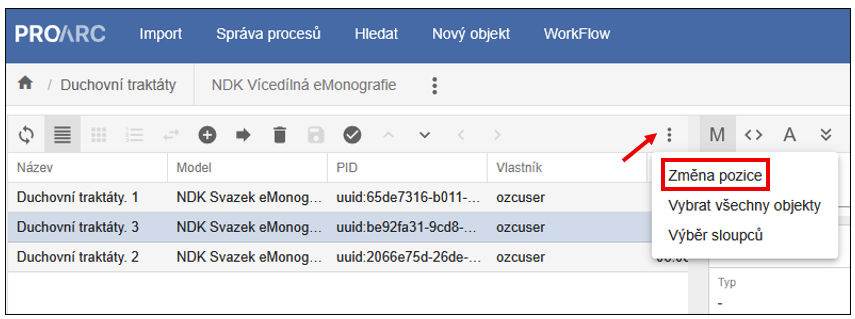 PROARC Import Správa procesů Hledat Nový objekt WorkFlow
/ Duchovní traktáty NDK Vícedílná eMonografie
M <> A
Název Model PID Vlastník
Duchovní traktáty. 1 NDK Svazek eMonog... uuid:65de7316-b011-... ozcuser
Duchovní traktáty. 3 NDK Svazek eMonog... uuid:be92fa31-9cd8-... ozcuser
Duchovní traktáty. 2 NDK Svazek eMonog... uuid:2066e75d-26de-... ozcuser
Změna pozice
Vybrat všechny objekty
Výběr sloupců
Typ
-